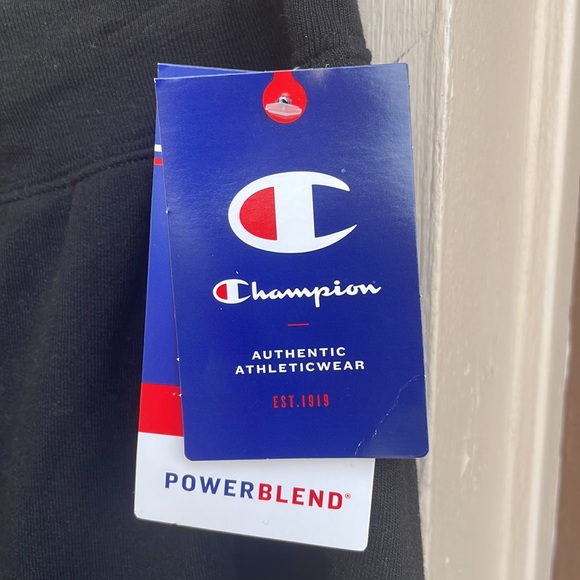 Champion
AUTHENTIC
ATHLETICWEAR
EST.1919
POWERBLEND®